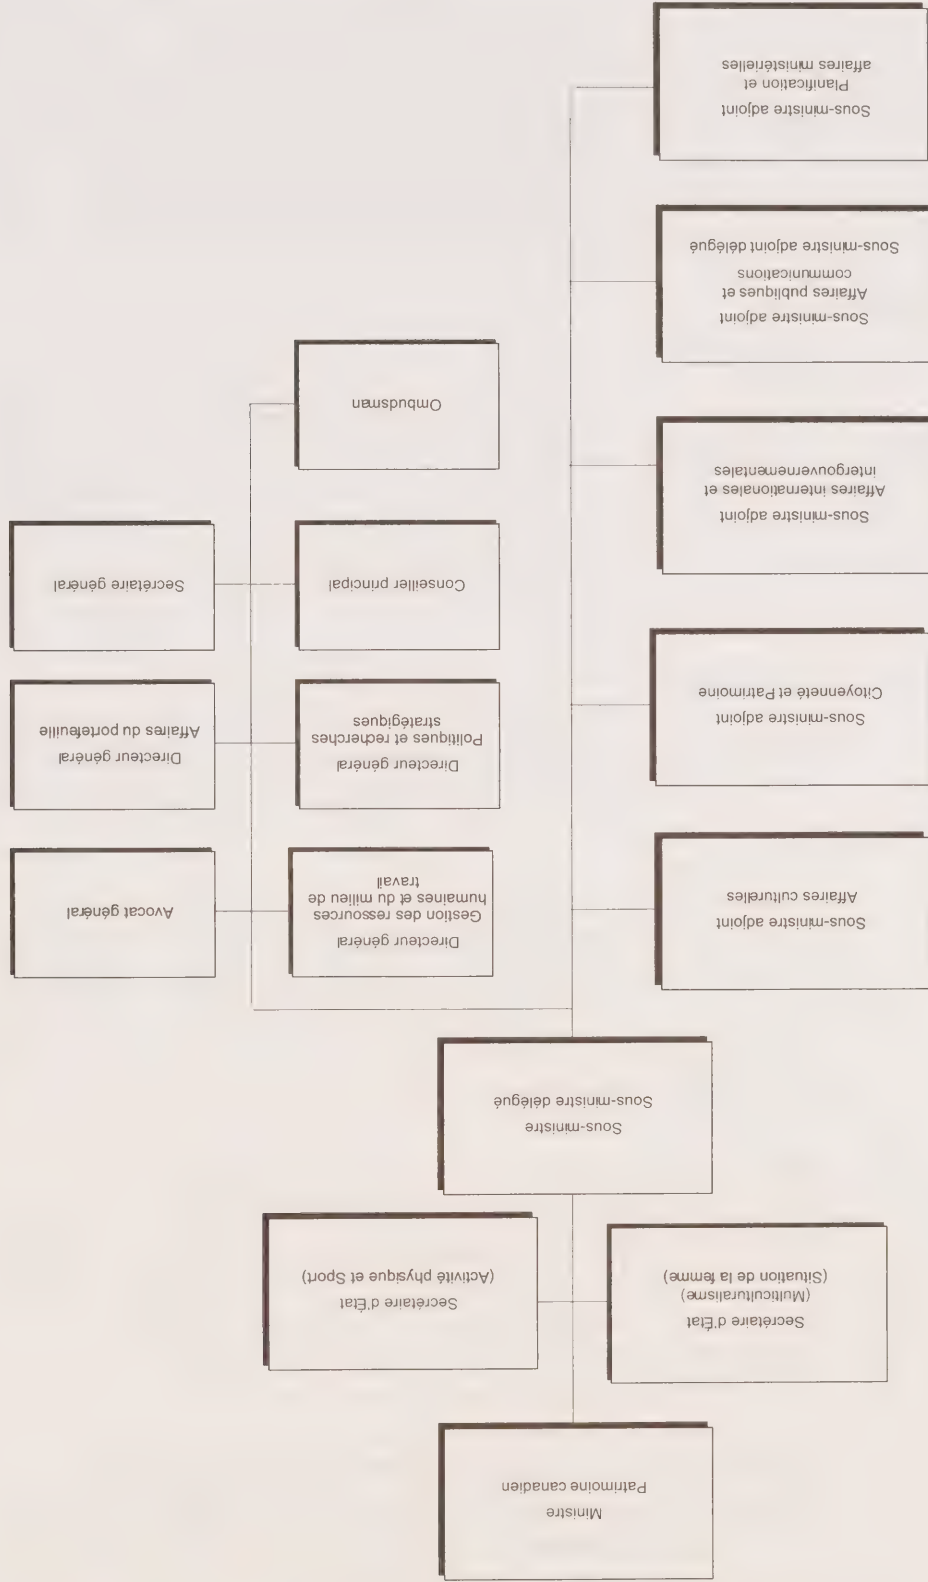 Ministre
Patrimoine canadien
Secrétaire d'État
(Multiculturalisme)
(Situation de la femme)
Secrétaire d'État
(Activité physique et Sport)
Sous-ministre
Sous-ministre délégué
Sous-ministre adjoint
Affaires culturelles
Directeur général
Gestion des ressources
humaines et du milieu de
travail
Avocat général
Sous-ministre adjoint
Citoyenneté et Patrimoine
Directeur général
Politiques et recherches
stratégiques
Directeur général
Affaires du portefeuille
Sous-ministre adjoint
Affaires internationales et
intergouvernementales
Conseiller principal
Secrétaire général
Sous-ministre adjoint
Affaires publiques et
communications
Sous-ministre adjoint délégué
Ombudsman
Sous-ministre adjoint
Planification et
affaires ministérielles